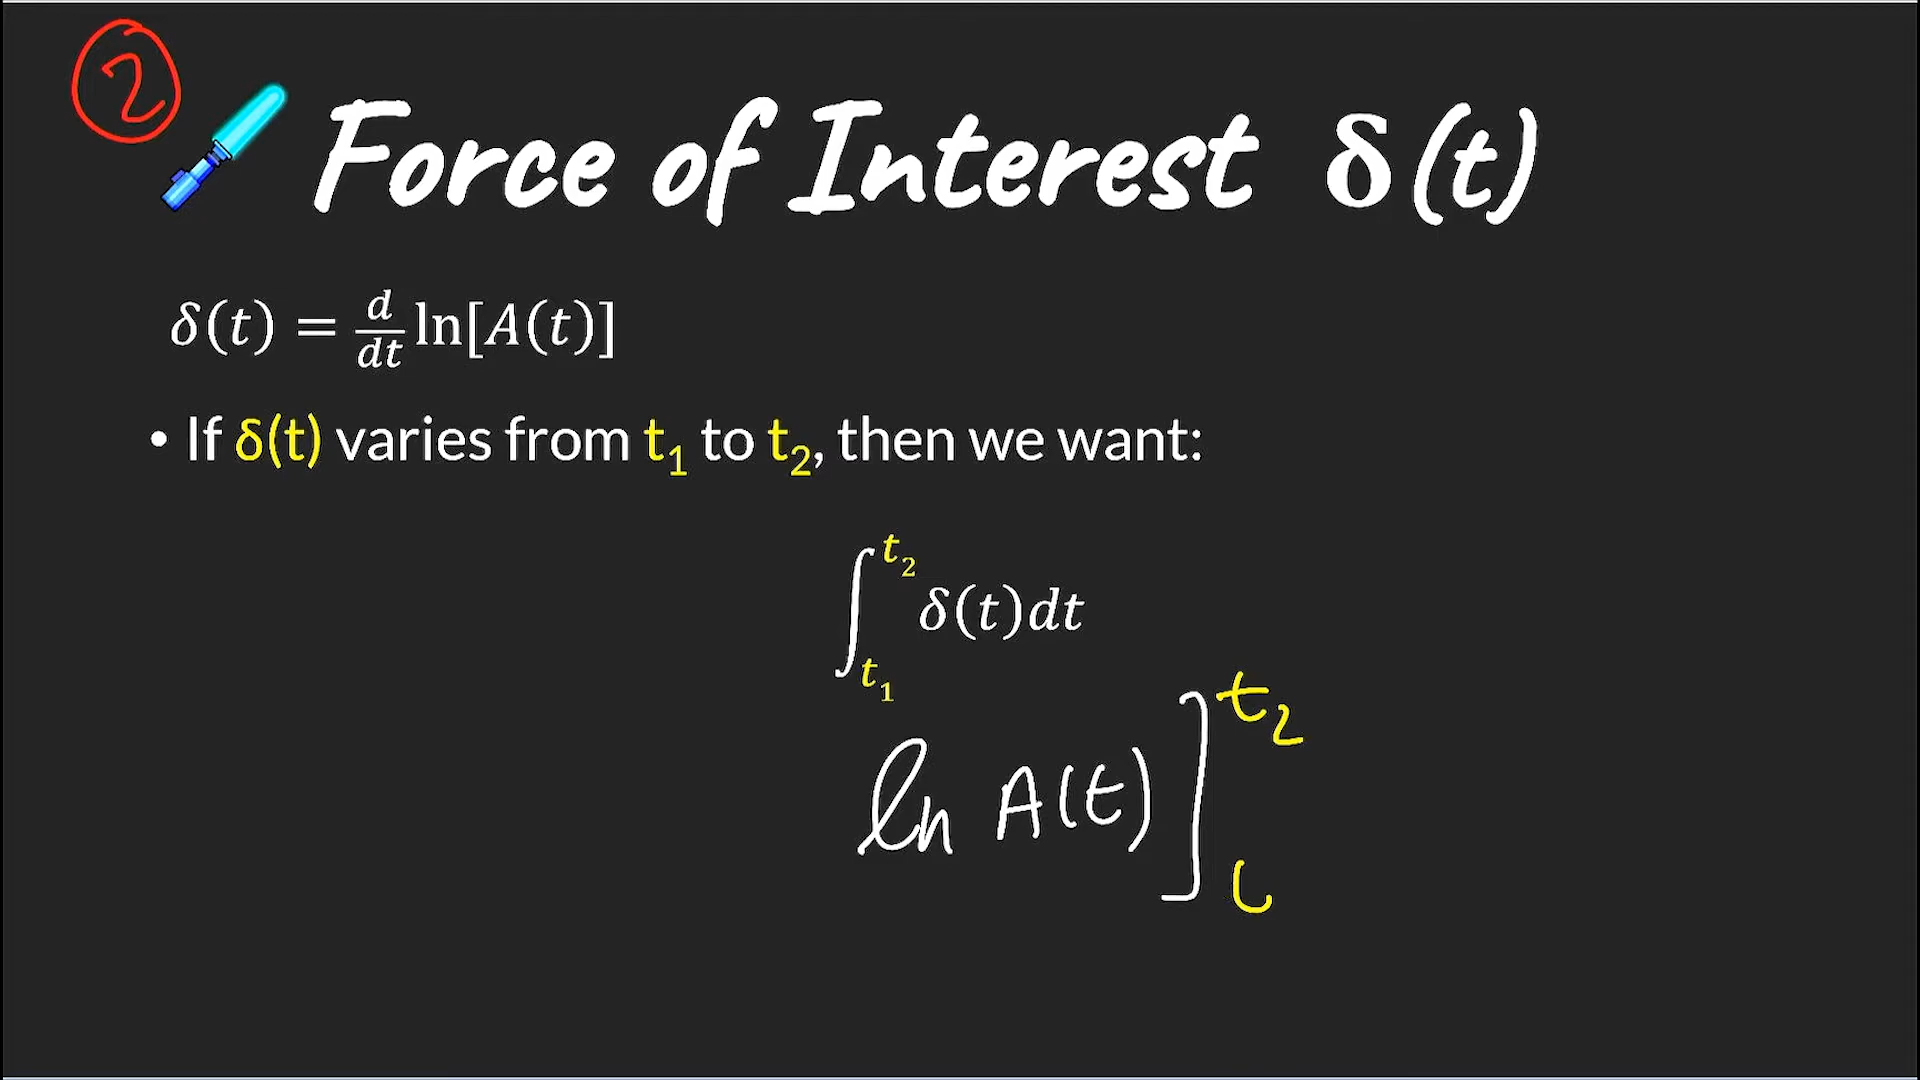 2
Force of Interest δ(t)
δ(t) = d/dt ln[A(t)]
• If δ(t) varies from t₁ to t₂, then we want:
∫_{t₁}^{t₂} δ(t)dt
ln A(t) ] t₂